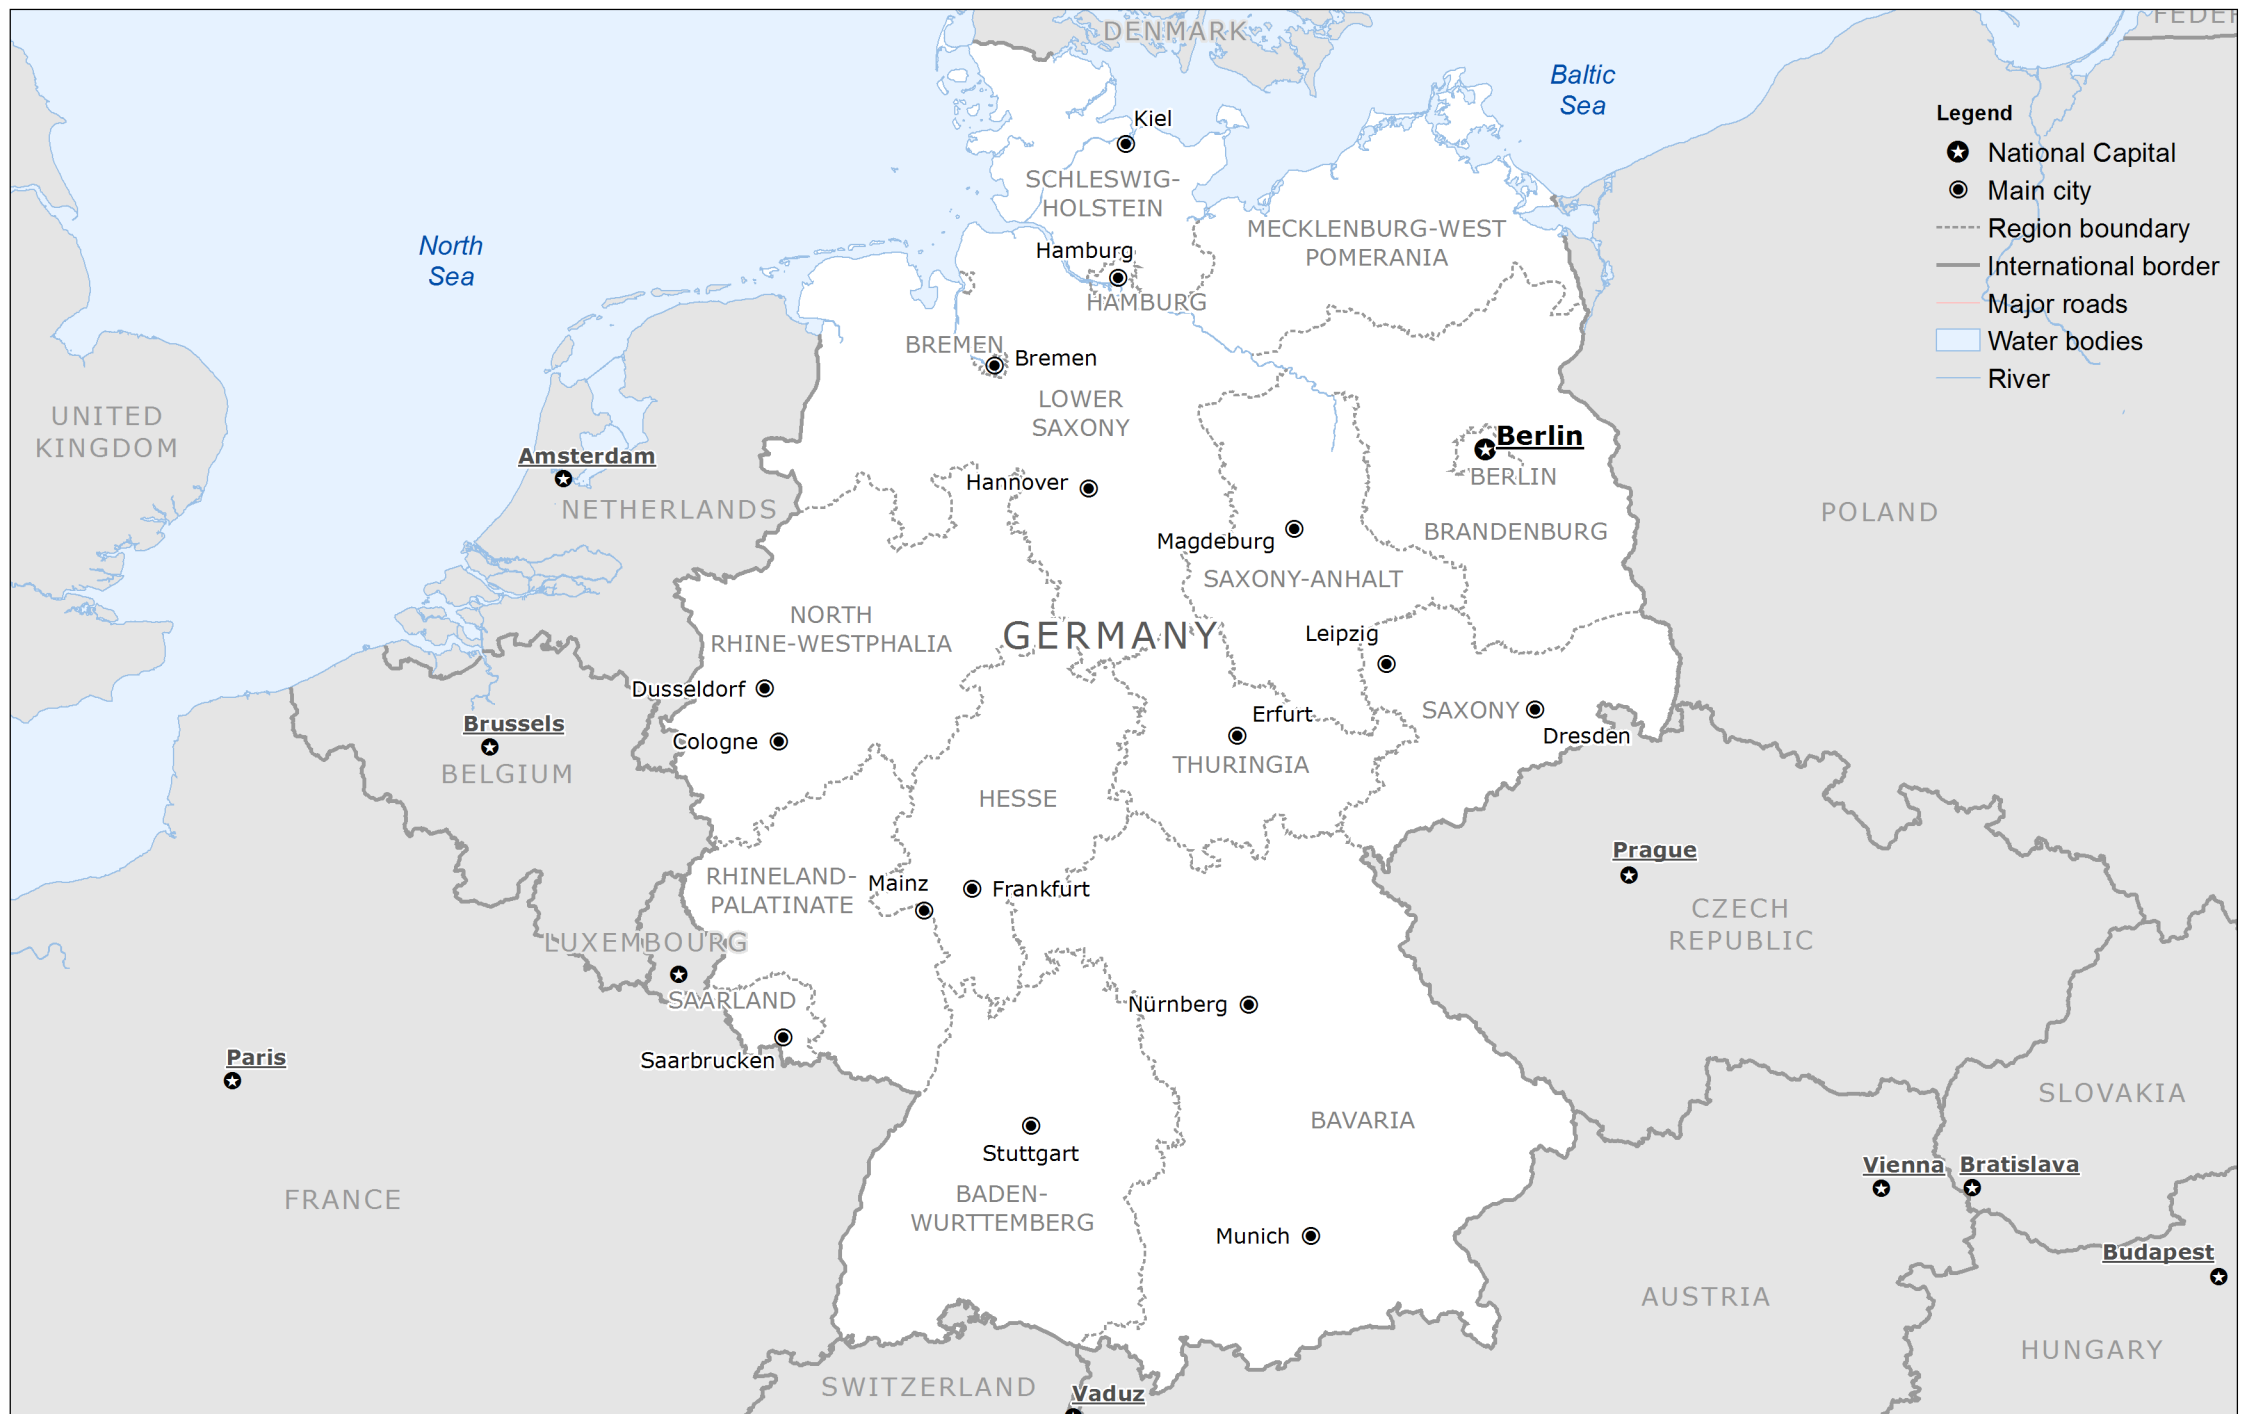 DENMARK
FEDER
Baltic
Sea
Legend
National Capital
Main city
Region boundary
International border
Major roads
Water bodies
River
Kiel
SCHLESWIG-
HOLSTEIN
MECKLENBURG-WEST
POMERANIA
North
Sea
Hamburg
HAMBURG
BREMEN
Bremen
LOWER
SAXONY
UNITED
KINGDOM
Amsterdam
NETHERLANDS
Hannover
Berlin
BERLIN
BRANDENBURG
POLAND
Magdeburg
SAXONY-ANHALT
NORTH
RHINE-WESTPHALIA
GERMANY
Leipzig
Dusseldorf
Cologne
Brussels
BELGIUM
Erfurt
THURINGIA
SAXONY
Dresden
HESSE
Prague
CZECH
REPUBLIC
RHINELAND-
PALATINATE
Mainz
Frankfurt
LUXEMBOURG
SAARLAND
Saarbrucken
Nürnberg
Paris
FRANCE
Stuttgart
BADEN-
WURTTEMBERG
BAVARIA
Munich
SLOVAKIA
Vienna
Bratislava
Budapest
AUSTRIA
HUNGARY
SWITZERLAND
Vaduz